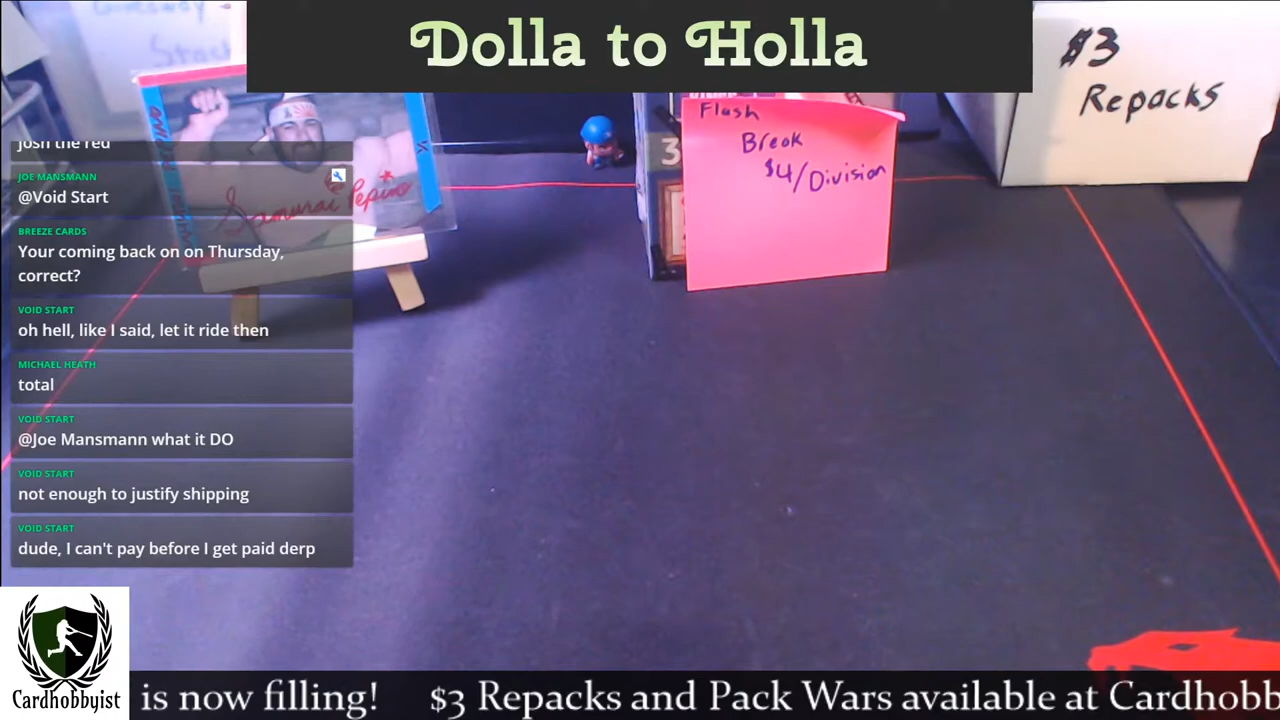 Dolla to Holla
$3
Repacks
Flash
Break
$4/Division
3
Samurai Pepino
josh the red
JOE MANSMANN
@Void Start
BREEZE CARDS
Your coming back on on Thursday,
correct?
VOID START
oh hell, like I said, let it ride then
MICHAEL HEATH
total
VOID START
@Joe Mansmann what it DO
VOID START
not enough to justify shipping
VOID START
dude, I can't pay before I get paid derp
Cardhobbyist
is now filling! $3 Repacks and Pack Wars available at Cardhobb